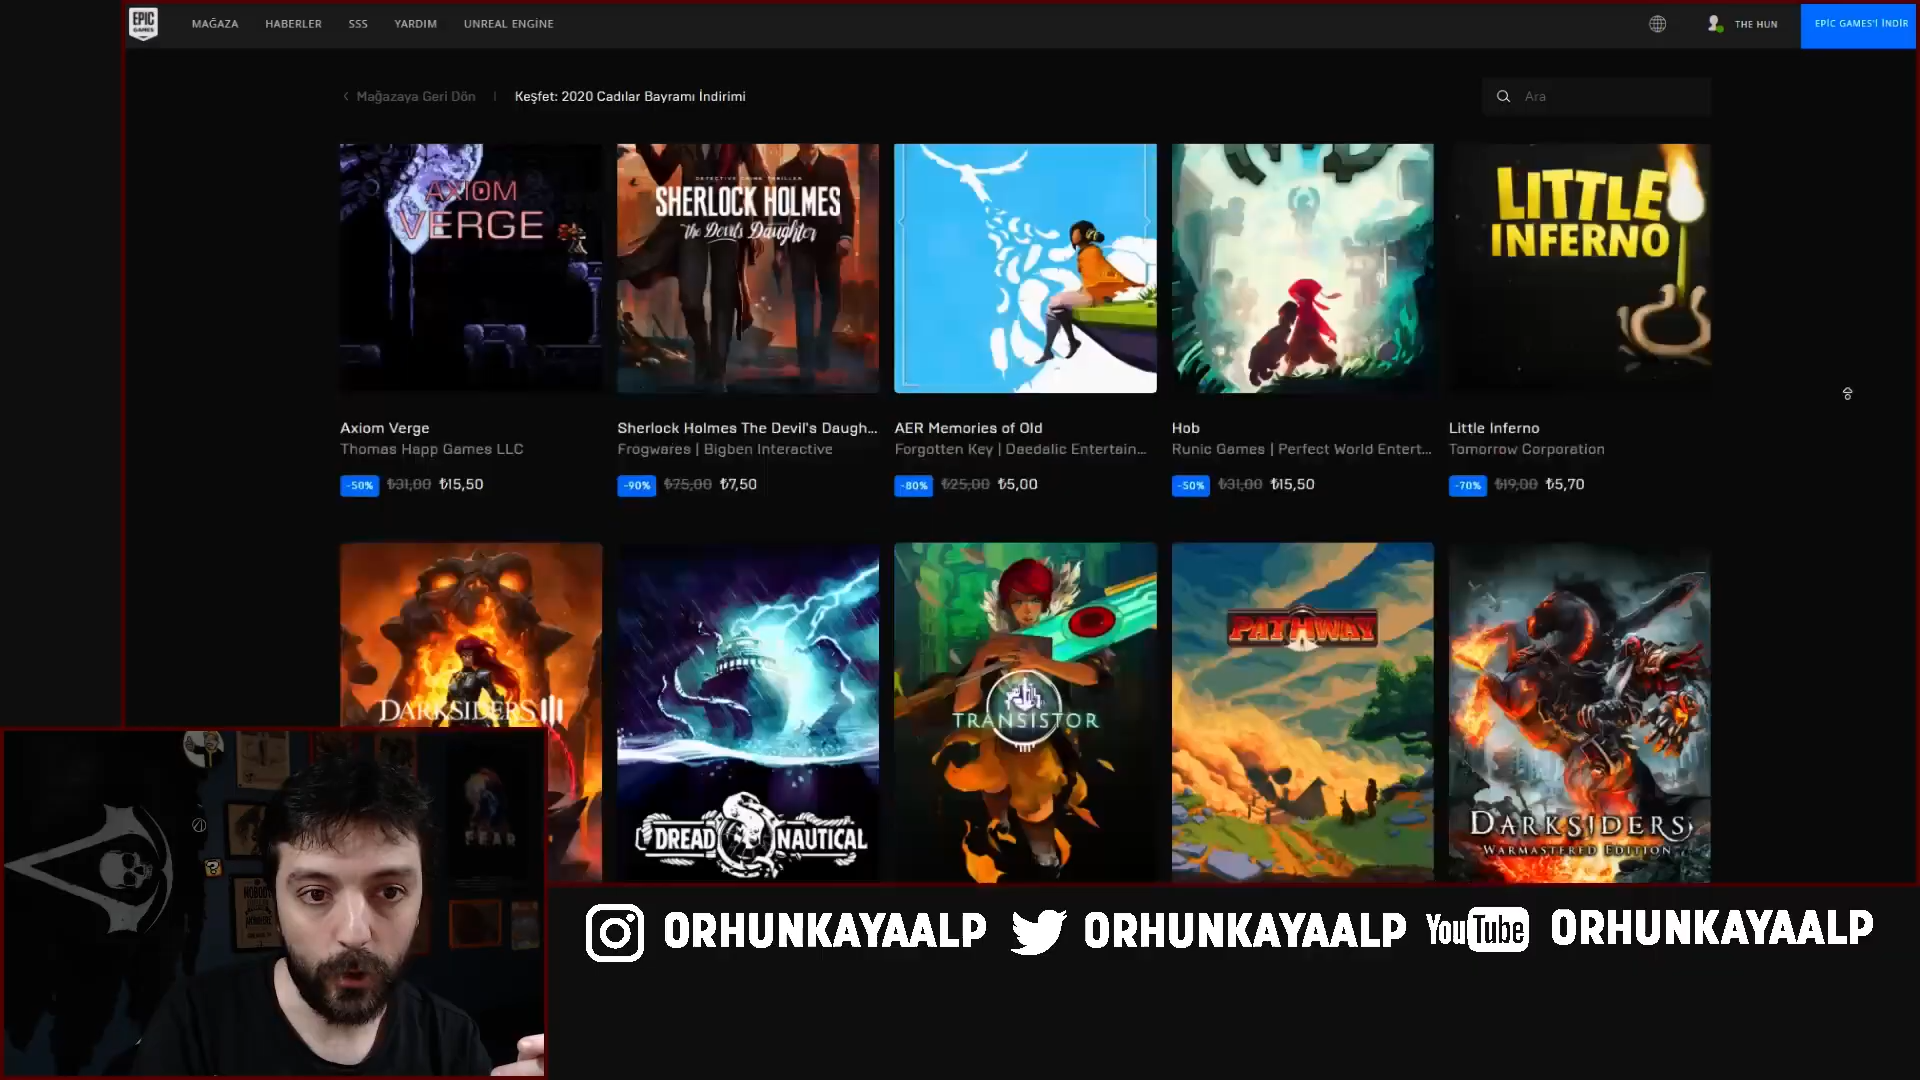 EPIC GAMES
MAĞAZA HABERLER SSS YARDIM UNREAL ENGINE
THE HUN
EPİC GAMES'İ İNDİR
Mağazaya Geri Dön
Keşfet: 2020 Cadılar Bayramı İndirimi
Ara
AXIOM
VERGE
DETECTIVE CRIME THRILLER
SHERLOCK HOLMES
the Devil's Daughter
LITTLE
INFERNO
Axiom Verge
Thomas Happ Games LLC
-50% ₺31,00 ₺15,50
Sherlock Holmes The Devil's Daugh...
Frogwares | Bigben Interactive
-90% ₺75,00 ₺7,50
AER Memories of Old
Forgotten Key | Daedalic Entertain...
-80% ₺25,00 ₺5,00
Hob
Runic Games | Perfect World Entert...
-50% ₺31,00 ₺15,50
Little Inferno
Tomorrow Corporation
-70% ₺19,00 ₺5,70
DARKSIDERS III
DREAD NAUTICAL
TRANSISTOR
PATHWAY
DARKSIDERS
WARMASTERED EDITION
FEAR
ORHUNKAYAALP
ORHUNKAYAALP
YouTube ORHUNKAYAALP